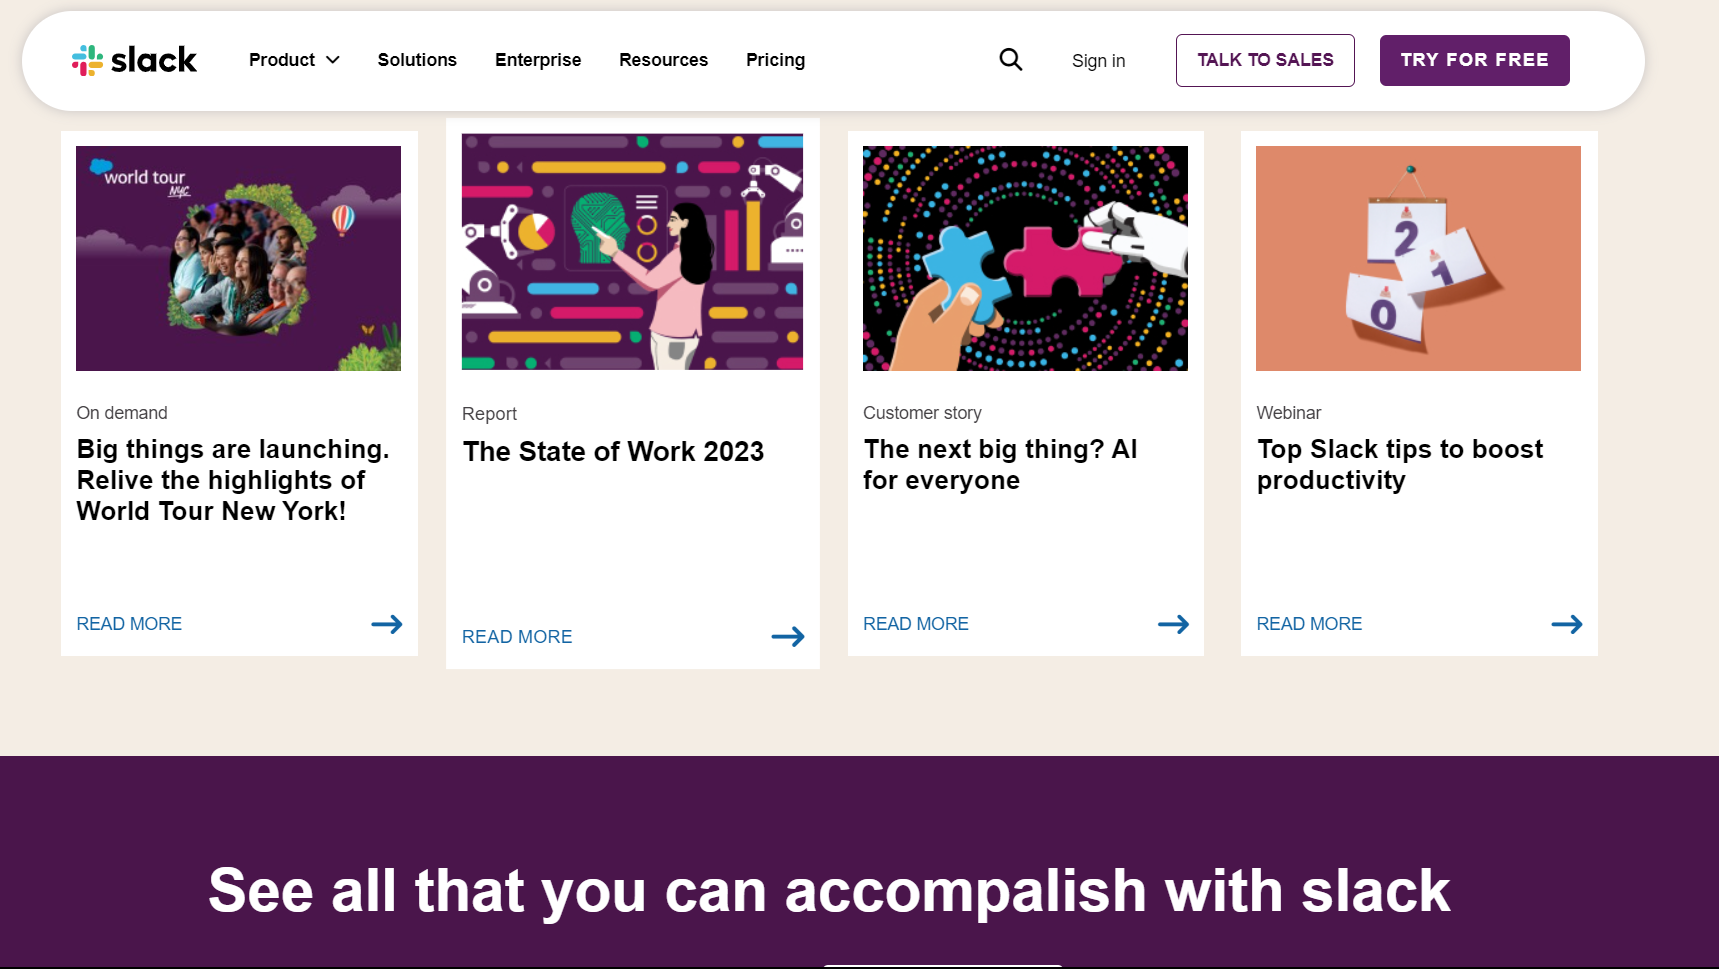 slack
Product
Solutions
Enterprise
Resources
Pricing
Sign in
TALK TO SALES
TRY FOR FREE
world tour
NYC
2
1
0
On demand
Big things are launching.
Relive the highlights of
World Tour New York!
READ MORE
Report
The State of Work 2023
READ MORE
Customer story
The next big thing? AI
for everyone
READ MORE
Webinar
Top Slack tips to boost
productivity
READ MORE
See all that you can accompalish with slack